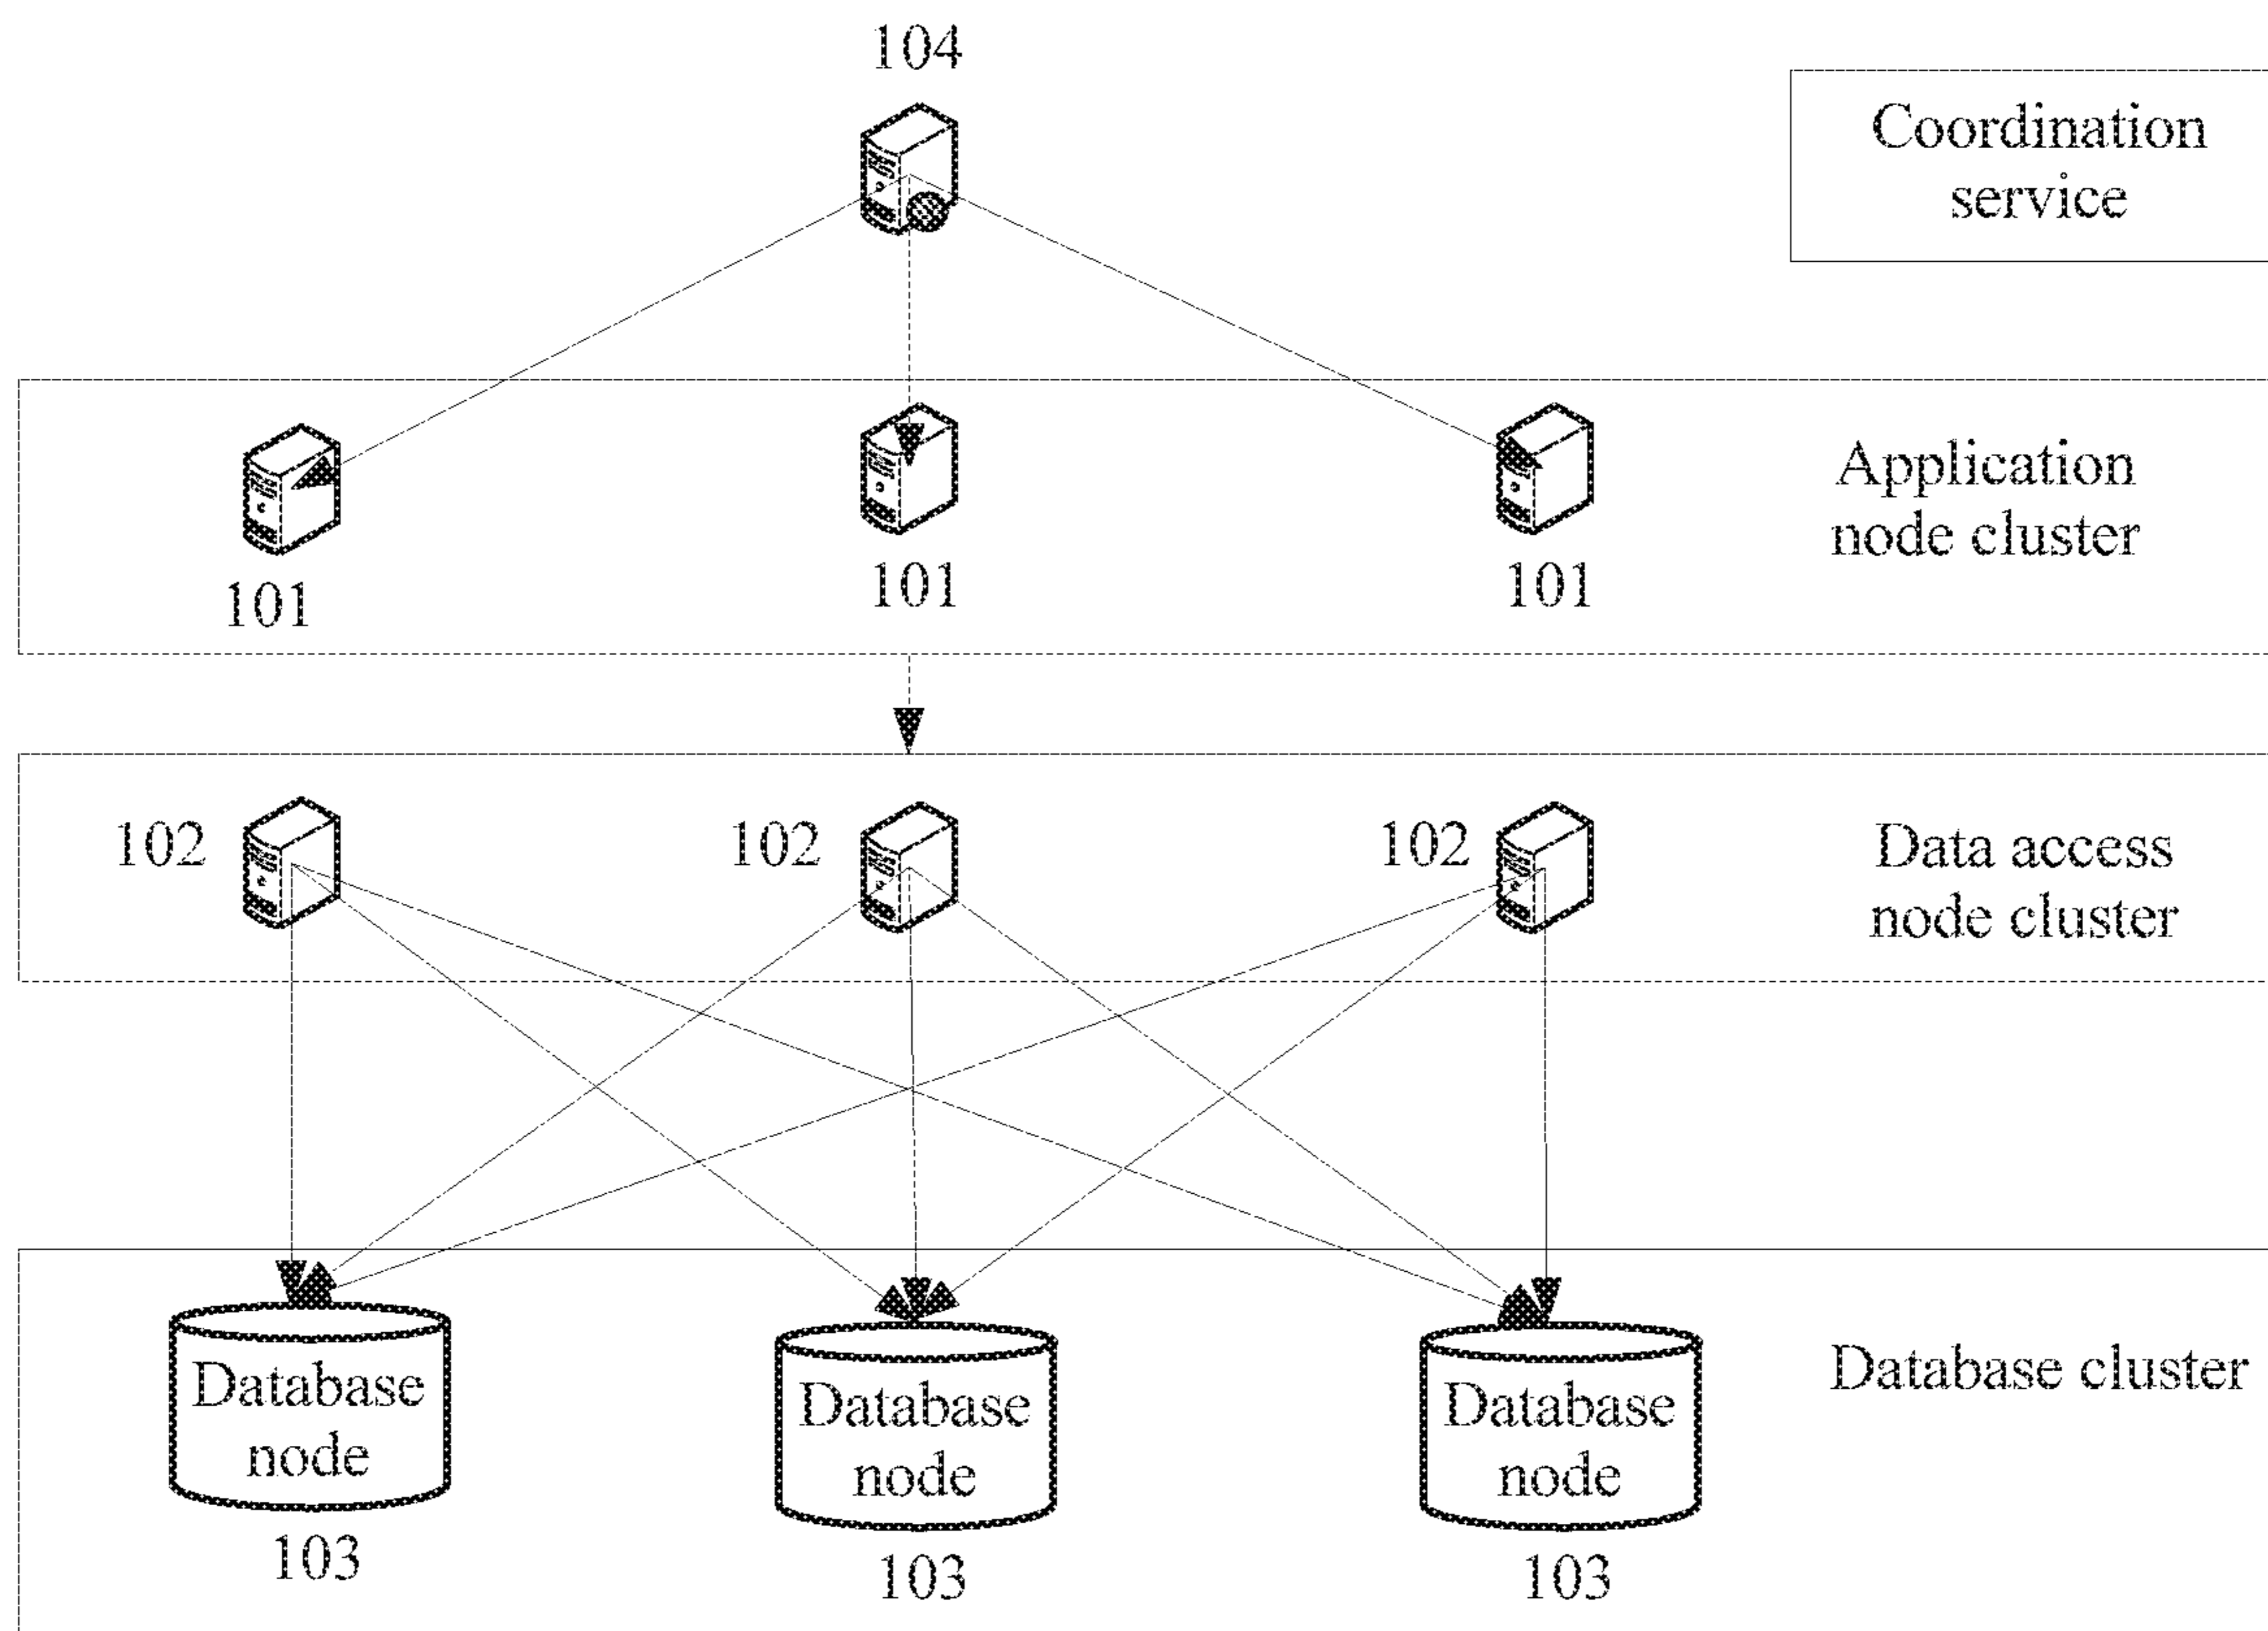 104
Coordination
service
Application
node cluster
101
101
101
102
102
102
Data access
node cluster
Database
node
Database
node
Database
node
Database cluster
103
103
103